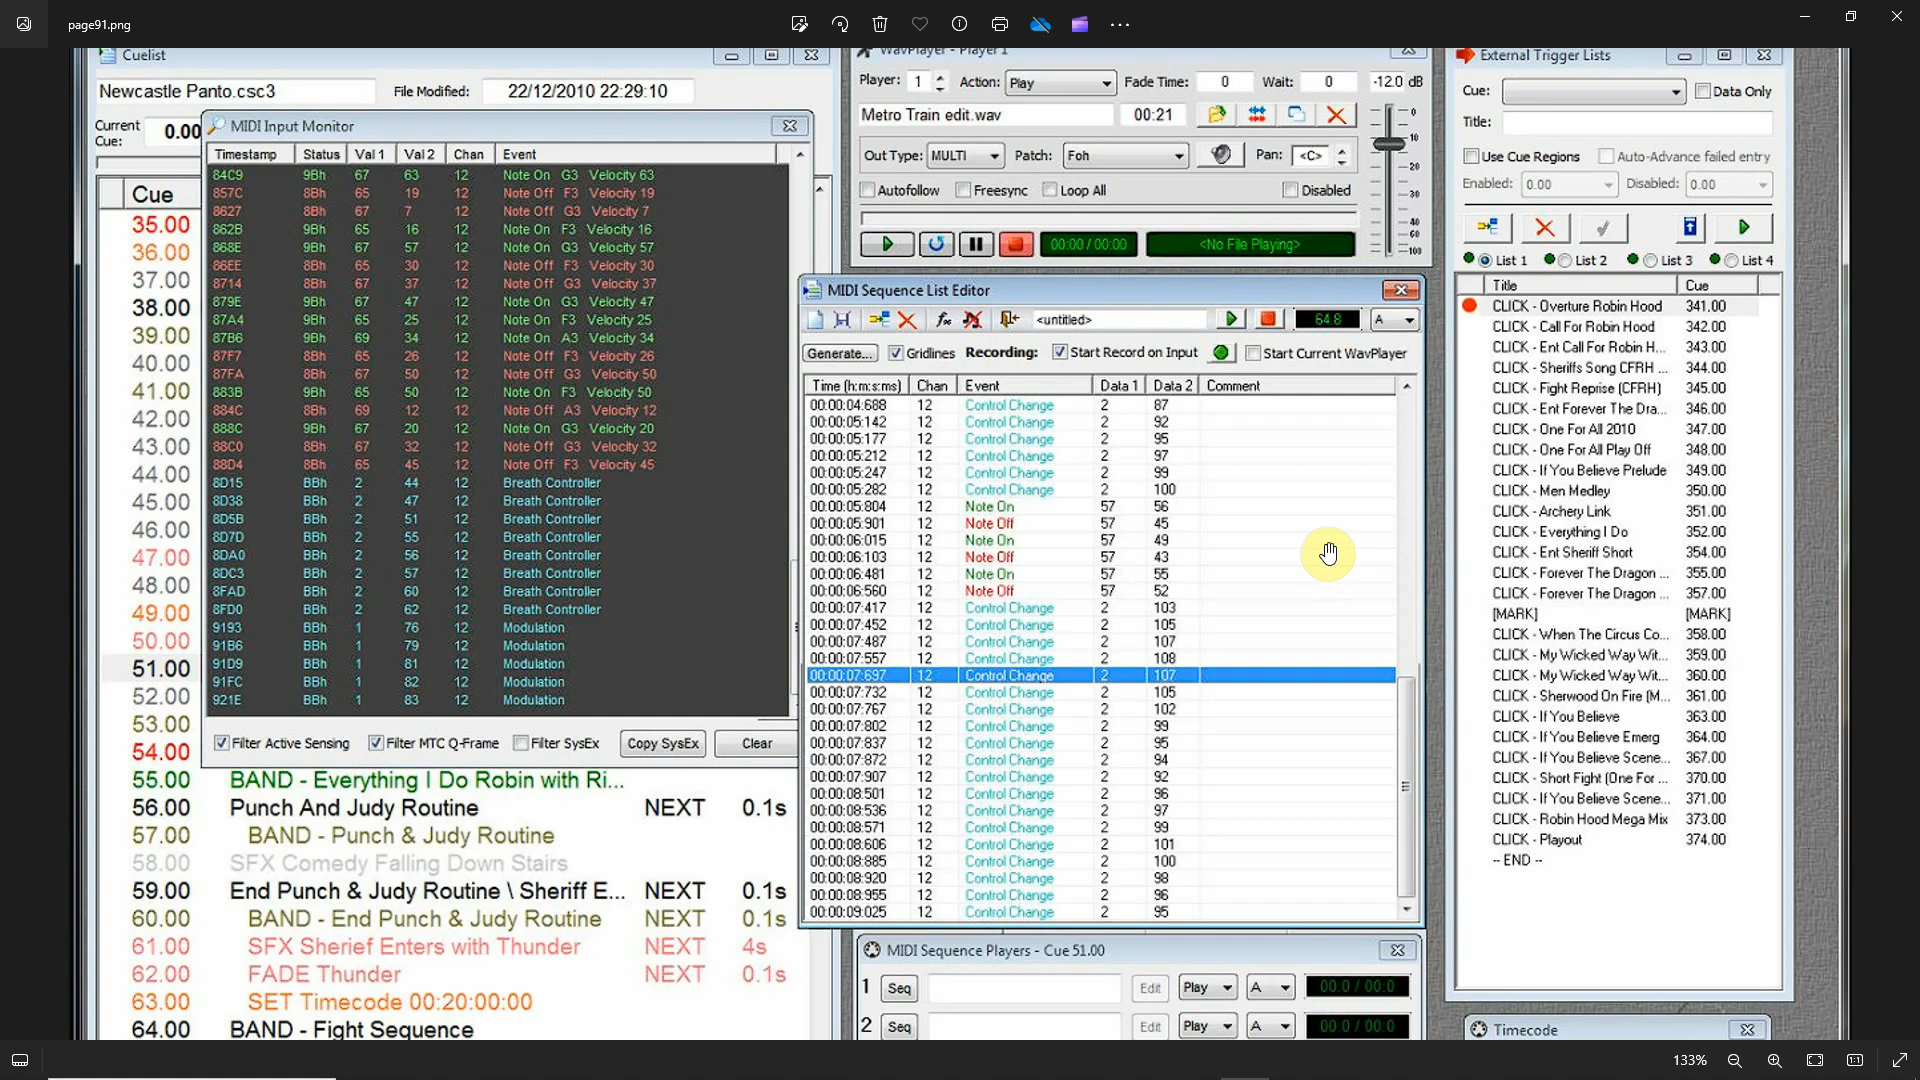 page91.png
Cuelist
Newcastle Panto.csc3
File Modified:
22/12/2010 22:29:10
Current
Cue:
0.00
Cue
35.00
36.00
37.00
38.00
39.00
40.00
41.00
42.00
43.00
44.00
45.00
46.00
47.00
48.00
49.00
50.00
51.00
52.00
53.00
54.00
55.00 BAND - Everything I Do Robin with Ri...
56.00 Punch And Judy Routine NEXT 0.1s
57.00 BAND - Punch & Judy Routine
58.00 SFX Comedy Falling Down Stairs
59.00 End Punch & Judy Routine \ Sheriff E... NEXT 0.1s
60.00 BAND - End Punch & Judy Routine NEXT 0.1s
61.00 SFX Sherief Enters with Thunder NEXT 4s
62.00 FADE Thunder NEXT 0.1s
63.00 SET Timecode 00:20:00:00
64.00 BAND - Fight Sequence
MIDI Input Monitor
Timestamp Status Val 1 Val 2 Chan Event
84C9 9Bh 67 63 12 Note On G3 Velocity 63
857C 8Bh 65 19 12 Note Off F3 Velocity 19
8627 8Bh 67 7 12 Note Off G3 Velocity 7
862B 9Bh 65 16 12 Note On F3 Velocity 16
868E 9Bh 67 57 12 Note On G3 Velocity 57
86EE 8Bh 65 30 12 Note Off F3 Velocity 30
8714 8Bh 67 37 12 Note Off G3 Velocity 37
879E 9Bh 67 47 12 Note On G3 Velocity 47
87A4 9Bh 65 25 12 Note On F3 Velocity 25
87B6 9Bh 69 34 12 Note On A3 Velocity 34
87F7 8Bh 65 26 12 Note Off F3 Velocity 26
87FA 8Bh 67 50 12 Note Off G3 Velocity 50
883B 9Bh 65 50 12 Note On F3 Velocity 50
884C 8Bh 69 12 12 Note Off A3 Velocity 12
888C 9Bh 67 20 12 Note On G3 Velocity 20
88C0 8Bh 67 32 12 Note Off G3 Velocity 32
88D4 8Bh 65 45 12 Note Off F3 Velocity 45
8D15 BBh 2 44 12 Breath Controller
8D38 BBh 2 47 12 Breath Controller
8D5B BBh 2 51 12 Breath Controller
8D7D BBh 2 55 12 Breath Controller
8DA0 BBh 2 56 12 Breath Controller
8DC3 BBh 2 57 12 Breath Controller
8FAD BBh 2 60 12 Breath Controller
8FD0 BBh 2 62 12 Breath Controller
9193 BBh 1 76 12 Modulation
91B6 BBh 1 79 12 Modulation
91D9 BBh 1 81 12 Modulation
91FC BBh 1 82 12 Modulation
921E BBh 1 83 12 Modulation
Filter Active Sensing Filter MTC Q-Frame Filter SysEx Copy SysEx Clear
WavPlayer - Player 1
Player: 1 Action: Play Fade Time: 0 Wait: 0 -12.0 dB
Metro Train edit.wav 00:21
Out Type: MULTI Patch: Foh Pan: <C>
Autofollow Freesync Loop All Disabled
00:00 / 00:00 <No File Playing>
0
10
20
30
40
60
100
MIDI Sequence List Editor
<untitled> 64.8 A
Generate... Gridlines Recording: Start Record on Input Start Current WavPlayer
Time (h:m:s:ms) Chan Event Data 1 Data 2 Comment
00:00:04:688 12 Control Change 2 87
00:00:05:142 12 Control Change 2 92
00:00:05:177 12 Control Change 2 95
00:00:05:212 12 Control Change 2 97
00:00:05:247 12 Control Change 2 99
00:00:05:282 12 Control Change 2 100
00:00:05:804 12 Note On 57 56
00:00:05:901 12 Note Off 57 45
00:00:06:015 12 Note On 57 49
00:00:06:103 12 Note Off 57 43
00:00:06:481 12 Note On 57 55
00:00:06:560 12 Note Off 57 52
00:00:07:417 12 Control Change 2 103
00:00:07:452 12 Control Change 2 105
00:00:07:487 12 Control Change 2 107
00:00:07:557 12 Control Change 2 108
00:00:07:697 12 Control Change 2 107
00:00:07:732 12 Control Change 2 105
00:00:07:767 12 Control Change 2 102
00:00:07:802 12 Control Change 2 99
00:00:07:837 12 Control Change 2 95
00:00:07:872 12 Control Change 2 94
00:00:07:907 12 Control Change 2 92
00:00:08:501 12 Control Change 2 96
00:00:08:536 12 Control Change 2 97
00:00:08:571 12 Control Change 2 99
00:00:08:606 12 Control Change 2 101
00:00:08:885 12 Control Change 2 100
00:00:08:920 12 Control Change 2 98
00:00:08:955 12 Control Change 2 96
00:00:09:025 12 Control Change 2 95
MIDI Sequence Players - Cue 51.00
1 Seq Edit Play A 00:0 / 00:0
2 Seq Edit Play A 00:0 / 00:0
External Trigger Lists
Cue: Data Only
Title:
Use Cue Regions Auto-Advance failed entry
Enabled: 0.00 Disabled: 0.00
List 1 List 2 List 3 List 4
Title Cue
CLICK - Overture Robin Hood 341.00
CLICK - Call For Robin Hood 342.00
CLICK - Ent Call For Robin H... 343.00
CLICK - Sheriffs Song CFRH ... 344.00
CLICK - Fight Reprise (CFRH) 345.00
CLICK - Ent Forever The Dra... 346.00
CLICK - One For All 2010 347.00
CLICK - One For All Play Off 348.00
CLICK - If You Believe Prelude 349.00
CLICK - Men Medley 350.00
CLICK - Archery Link 351.00
CLICK - Everything I Do 352.00
CLICK - Ent Sheriff Short 354.00
CLICK - Forever The Dragon ... 355.00
CLICK - Forever The Dragon ... 357.00
[MARK] [MARK]
CLICK - When The Circus Co... 358.00
CLICK - My Wicked Way Wit... 359.00
CLICK - My Wicked Way Wit... 360.00
CLICK - Sherwood On Fire (M... 361.00
CLICK - If You Believe 363.00
CLICK - If You Believe Emerg 364.00
CLICK - If You Believe Scene... 367.00
CLICK - Short Fight (One For ... 370.00
CLICK - If You Believe Scene... 371.00
CLICK - Robin Hood Mega Mix 373.00
CLICK - Playout 374.00
-- END --
Timecode
133%